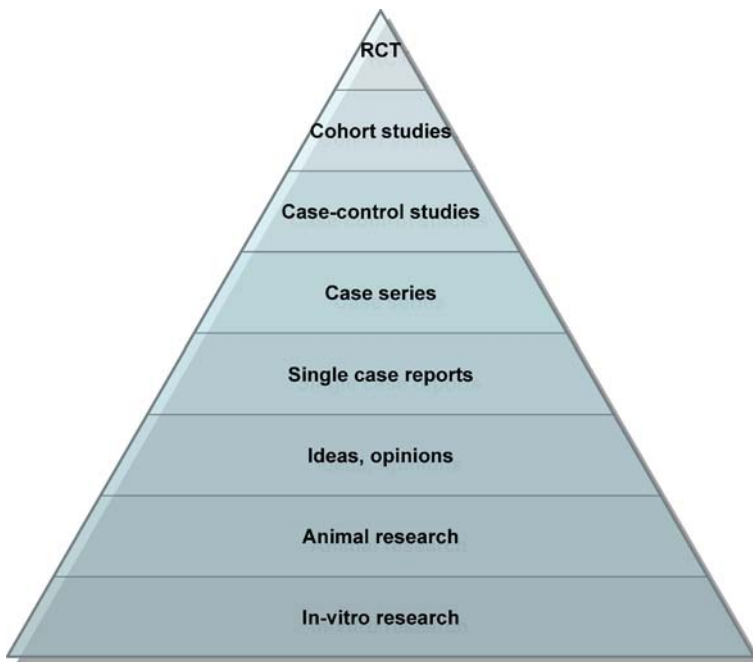 RCT
Cohort studies
Case-control studies
Case series
Single case reports
Ideas, opinions
Animal research
In-vitro research